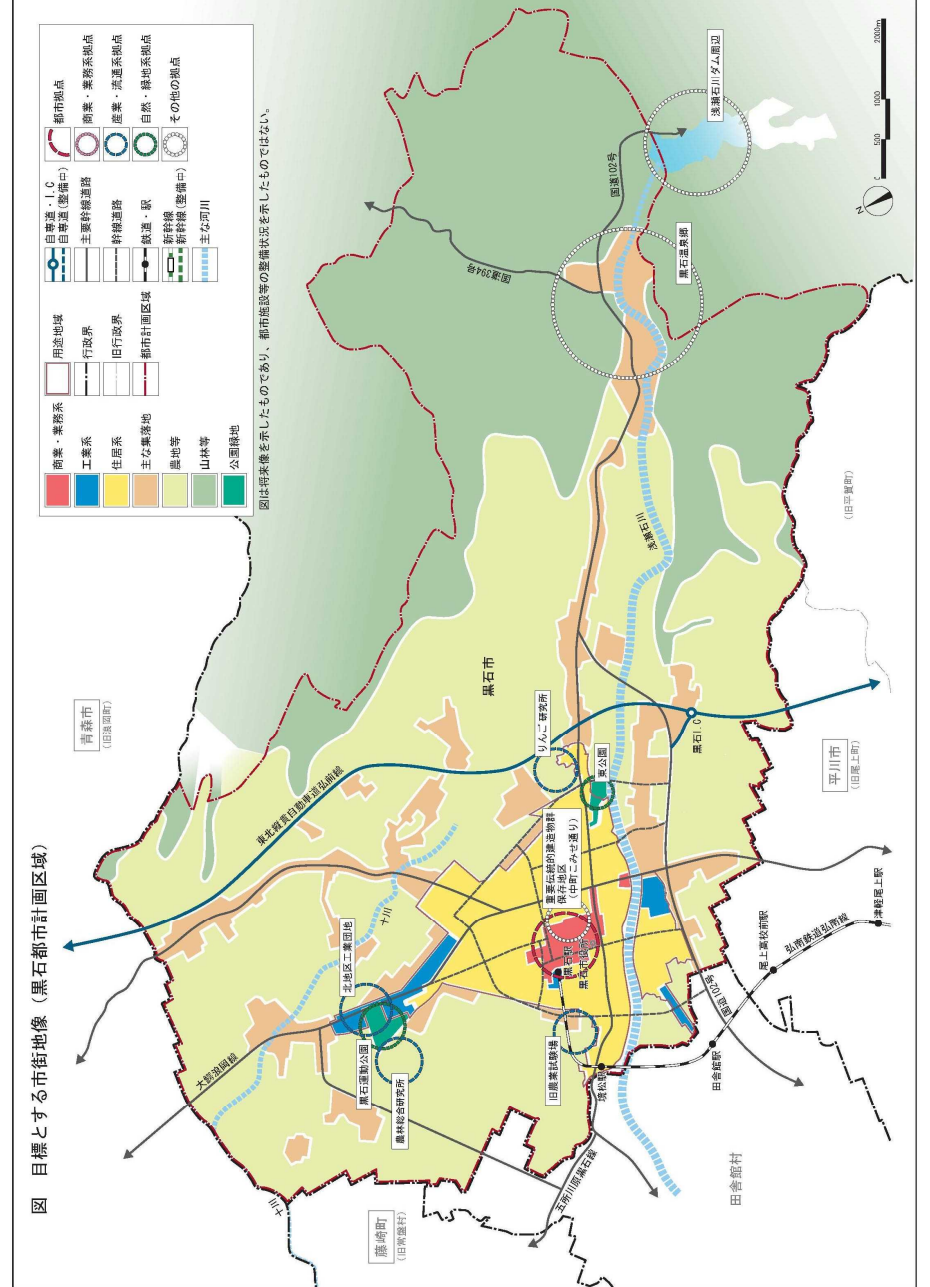 図　目標とする市街地像（黒石都市計画区域）
商業・業務系
工業系
住居系
主な集落地
農地等
山林等
公園緑地
用途地域
行政界
旧行政界
都市計画区域
自専道・I.C
自専道(整備中)
主要幹線道路
幹線道路
鉄道・駅
新幹線
新幹線(整備中)
主な河川
都市拠点
商業・業務系拠点
産業・流通系拠点
自然・緑地系拠点
その他の拠点
図は将来像を示したものであり、都市施設等の整備状況を示したものではない。
青森市
(旧浪岡町)
東北縦貫自動車道弘前線
十川
大鰐浪岡線
北地区工業団地
黒石運動公園
農林総合研究所
藤崎町
(旧常盤村)
十三
五所川原黒石線
旧農業試験場
境松駅
黒石駅
黒石市役所
重要伝統的建造物群
保存地区
(中町こみせ通り)
りんご研究所
東公園
黒石市
黒石I.C
浅瀬石川
国道394号
国道102号
黒石温泉郷
浅瀬石川ダム周辺
(旧平賀町)
平川市
(旧尾上町)
国道102号
田舎館村
田舎館駅
尾上高校前駅
弘南鉄道弘南線
津軽尾上駅
N
0
500
1000
2000m